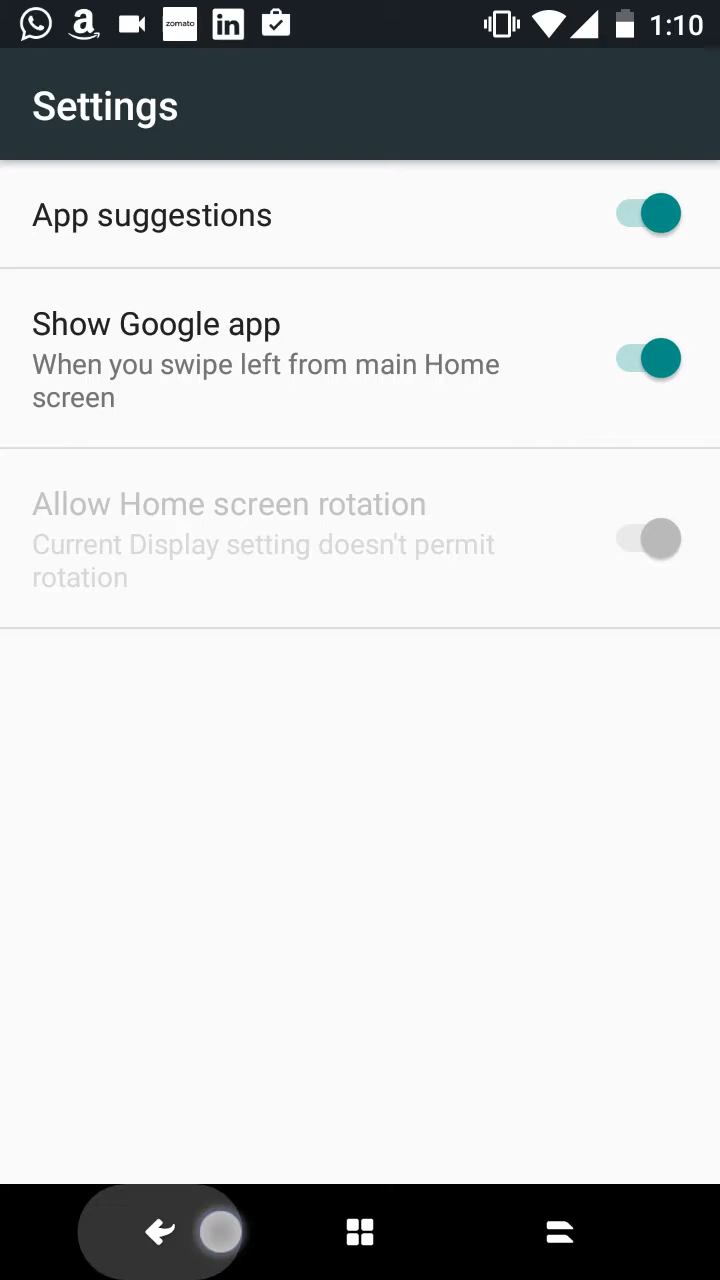 zomato
1:10
Settings
App suggestions
Show Google app
When you swipe left from main Home
screen
Allow Home screen rotation
Current Display setting doesn't permit
rotation